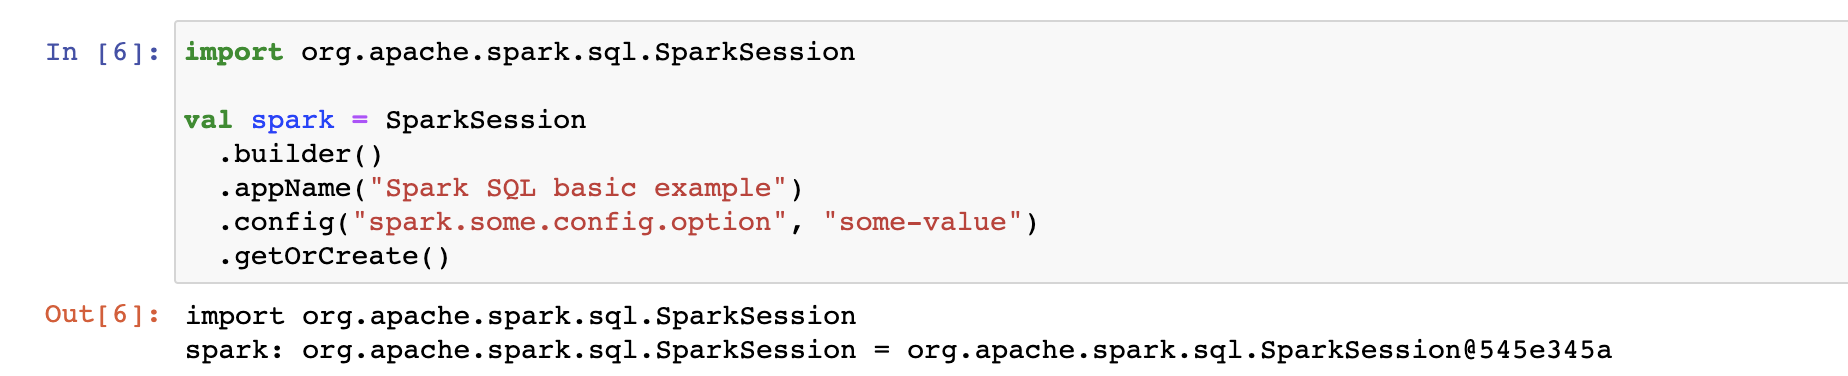 In [6]: import org.apache.spark.sql.SparkSession
val spark = SparkSession
.builder()
.appName("Spark SQL basic example")
.config("spark.some.config.option", "some-value")
.getOrCreate()
Out[6]: import org.apache.spark.sql.SparkSession
spark: org.apache.spark.sql.SparkSession = org.apache.spark.sql.SparkSession@545e345a